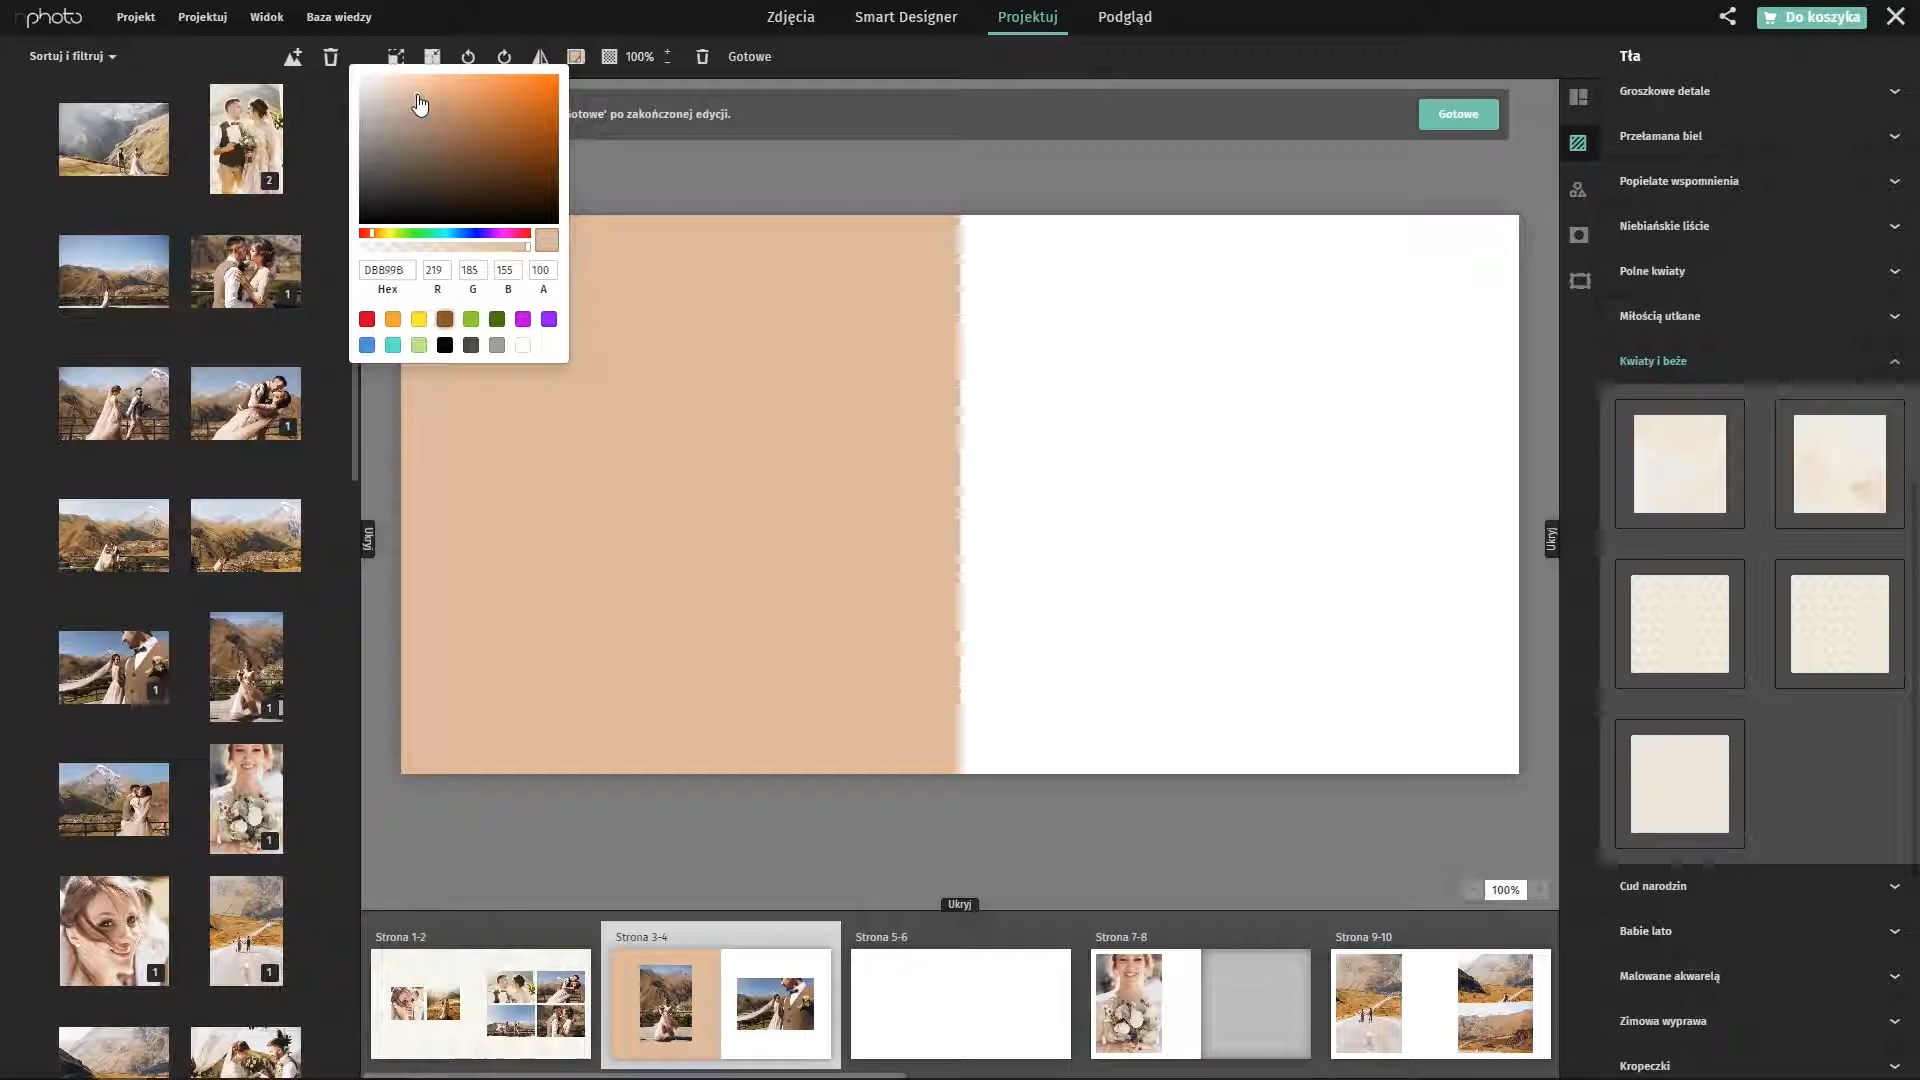 nphoto
Projekt
Projektuj
Widok
Baza wiedzy
Zdjęcia
Smart Designer
Projektuj
Podgląd
Do koszyka
Sortuj i filtruj
100%
Gotowe
Tła
Gotowe' po zakończonej edycji.
Gotowe
DBB99B
219
185
155
100
Hex
R
G
B
A
2
1
1
1
1
1
1
1
Ukryj
Ukryj
Ukryj
100%
Groszkowe detale
Przełamana biel
Popielate wspomnienia
Niebiańskie liście
Polne kwiaty
Miłością utkane
Kwiaty i beże
Cud narodzin
Babie lato
Malowane akwarelą
Zimowa wyprawa
Kropeczki
Strona 1-2
Strona 3-4
Strona 5-6
Strona 7-8
Strona 9-10